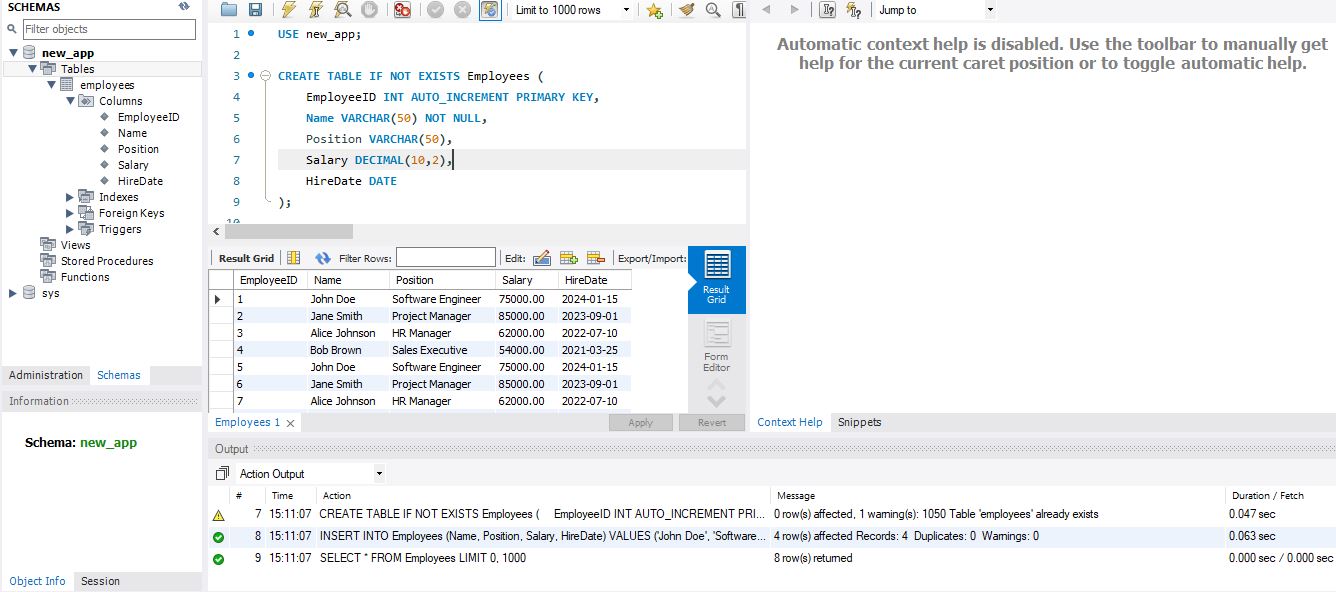 SCHEMAS
Filter objects
new_app
Tables
employees
Columns
EmployeeID
Name
Position
Salary
HireDate
Indexes
Foreign Keys
Triggers
Views
Stored Procedures
Functions
sys
Administration Schemas
Information
Schema: new_app
Object Info Session
Limit to 1000 rows
1 USE new_app;
2
3 CREATE TABLE IF NOT EXISTS Employees (
4 EmployeeID INT AUTO_INCREMENT PRIMARY KEY,
5 Name VARCHAR(50) NOT NULL,
6 Position VARCHAR(50),
7 Salary DECIMAL(10,2),
8 HireDate DATE
9 );
10
Result Grid Filter Rows: Edit: Export/Import:
EmployeeID Name Position Salary HireDate
1 John Doe Software Engineer 75000.00 2024-01-15
2 Jane Smith Project Manager 85000.00 2023-09-01
3 Alice Johnson HR Manager 62000.00 2022-07-10
4 Bob Brown Sales Executive 54000.00 2021-03-25
5 John Doe Software Engineer 75000.00 2024-01-15
6 Jane Smith Project Manager 85000.00 2023-09-01
7 Alice Johnson HR Manager 62000.00 2022-07-10
Result
Grid
Form
Editor
Employees 1 Apply Revert
Jump to
Automatic context help is disabled. Use the toolbar to manually get
help for the current caret position or to toggle automatic help.
Context Help Snippets
Output
Action Output
# Time Action Message Duration / Fetch
7 15:11:07 CREATE TABLE IF NOT EXISTS Employees ( EmployeeID INT AUTO_INCREMENT PRI... 0 row(s) affected, 1 warning(s): 1050 Table 'employees' already exists 0.047 sec
8 15:11:07 INSERT INTO Employees (Name, Position, Salary, HireDate) VALUES ('John Doe', 'Software... 4 row(s) affected Records: 4 Duplicates: 0 Warnings: 0 0.063 sec
9 15:11:07 SELECT * FROM Employees LIMIT 0, 1000 8 row(s) returned 0.000 sec / 0.000 sec